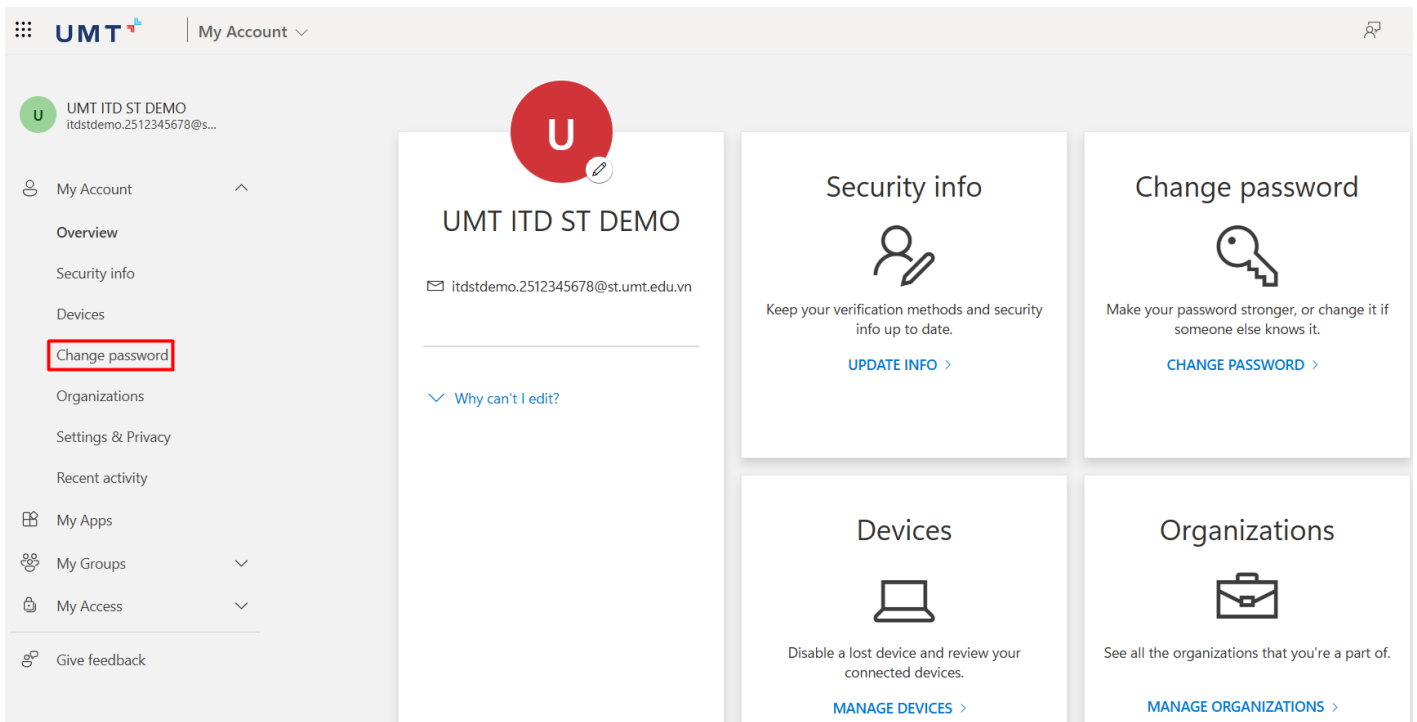 UMT
My Account
U
UMT ITD ST DEMO
itdstdemo.2512345678@s...
My Account
Overview
Security info
Devices
Change password
Organizations
Settings & Privacy
Recent activity
My Apps
My Groups
My Access
Give feedback
U
UMT ITD ST DEMO
itdstdemo.2512345678@st.umt.edu.vn
Why can't I edit?
Security info
Keep your verification methods and security
info up to date.
UPDATE INFO >
Change password
Make your password stronger, or change it if
someone else knows it.
CHANGE PASSWORD >
Devices
Disable a lost device and review your
connected devices.
MANAGE DEVICES >
Organizations
See all the organizations that you're a part of.
MANAGE ORGANIZATIONS >